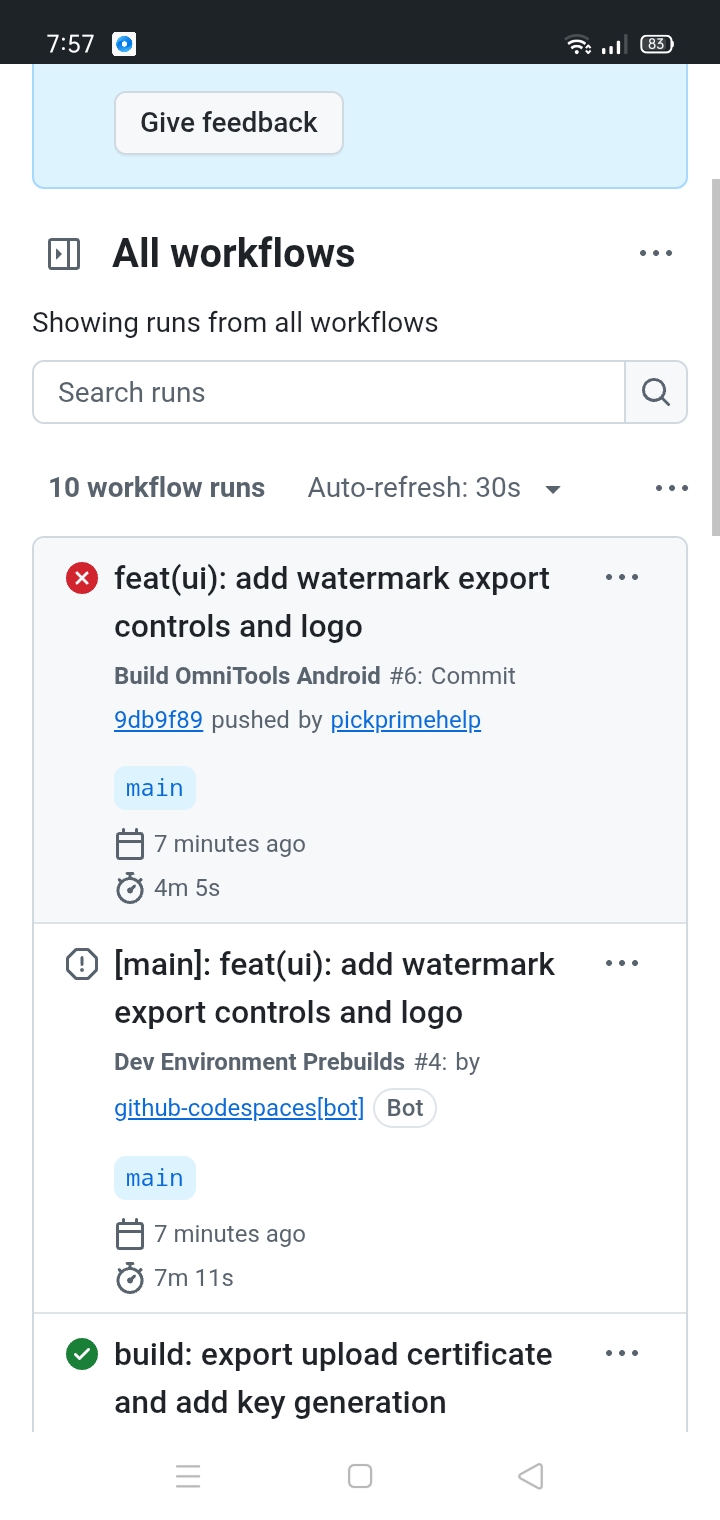 7:57
83
Give feedback
All workflows
Showing runs from all workflows
Search runs
10 workflow runs Auto-refresh: 30s
feat(ui): add watermark export
controls and logo
Build OmniTools Android #6: Commit
9db9f89 pushed by pickprimehelp
main
7 minutes ago
4m 5s
[main]: feat(ui): add watermark
export controls and logo
Dev Environment Prebuilds #4: by
github-codespaces[bot] Bot
main
7 minutes ago
7m 11s
build: export upload certificate
and add key generation